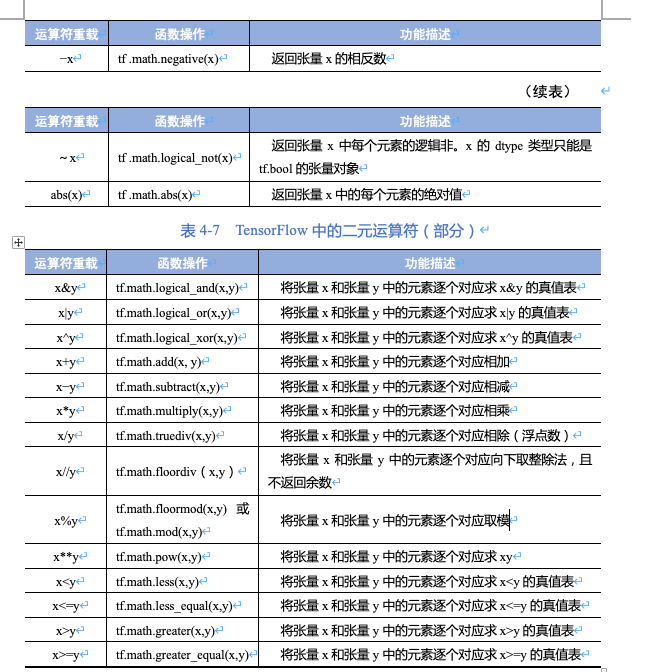 运算符重载 函数操作 功能描述
−x tf .math.negative(x) 返回张量 x 的相反数
（续表）
运算符重载 函数操作 功能描述
~ x tf .math.logical_not(x) 返回张量 x 中每个元素的逻辑非。x 的 dtype 类型只能是
tf.bool 的张量对象
abs(x) tf .math.abs(x) 返回张量 x 中的每个元素的绝对值
表 4-7 TensorFlow 中的二元运算符（部分）
运算符重载 函数操作 功能描述
x&y tf.math.logical_and(x,y) 将张量 x 和张量 y 中的元素逐个对应求 x&y 的真值表
x|y tf.math.logical_or(x,y) 将张量 x 和张量 y 中的元素逐个对应求 x|y 的真值表
x^y tf.math.logical_xor(x,y) 将张量 x 和张量 y 中的元素逐个对应求 x^y 的真值表
x+y tf.math.add(x, y) 将张量 x 和张量 y 中的元素逐个对应相加
x−y tf.math.subtract(x,y) 将张量 x 和张量 y 中的元素逐个对应相减
x*y tf.math.multiply(x,y) 将张量 x 和张量 y 中的元素逐个对应相乘
x/y tf.math.truediv(x,y) 将张量 x 和张量 y 中的元素逐个对应相除（浮点数）
x//y tf.math.floordiv（x,y） 将张量 x 和张量 y 中的元素逐个对应向下取整除法，且
不返回余数
x%y tf.math.floormod(x,y) 或
tf.math.mod(x,y) 将张量 x 和张量 y 中的元素逐个对应取模
x**y tf.math.pow(x,y) 将张量 x 和张量 y 中的元素逐个对应求 xy
x<y tf.math.less(x,y) 将张量 x 和张量 y 中的元素逐个对应求 x<y 的真值表
x<=y tf.math.less_equal(x,y) 将张量 x 和张量 y 中的元素逐个对应求 x<=y 的真值表
x>y tf.math.greater(x,y) 将张量 x 和张量 y 中的元素逐个对应求 x>y 的真值表
x>=y tf.math.greater_equal(x,y) 将张量 x 和张量 y 中的元素逐个对应求 x>=y 的真值表